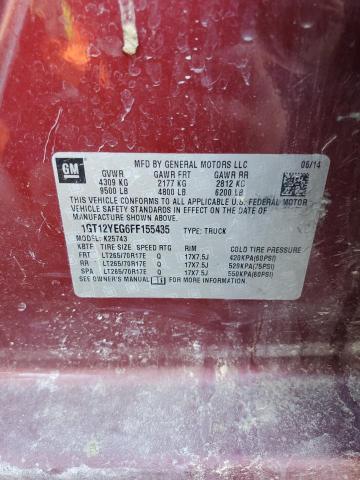 GM
MFD BY GENERAL MOTORS LLC 06/14
GVWR GAWR FRT GAWR RR
4309 KG 2177 KG 2812 KG
9500 LB 4800 LB 6200 LB
THIS VEHICLE CONFORMS TO ALL APPLICABLE U.S. FEDERAL MOTOR
VEHICLE SAFETY STANDARDS IN EFFECT ON THE DATE OF
MANUFACTURE SHOWN ABOVE.
1GT12YEG6FF155435 TYPE: TRUCK
MODEL: K25743
TIRE SIZE SPEED RTG RIM COLD TIRE PRESSURE
FRT LT265/70R17E Q 17X7.5J 420KPA(60PSI)
RR LT265/70R17E Q 17X7.5J 520KPA(75PSI)
SPA LT265/70R17E Q 17X7.5J
SEE OWNER'S MANUAL FOR MORE INFORMATION.